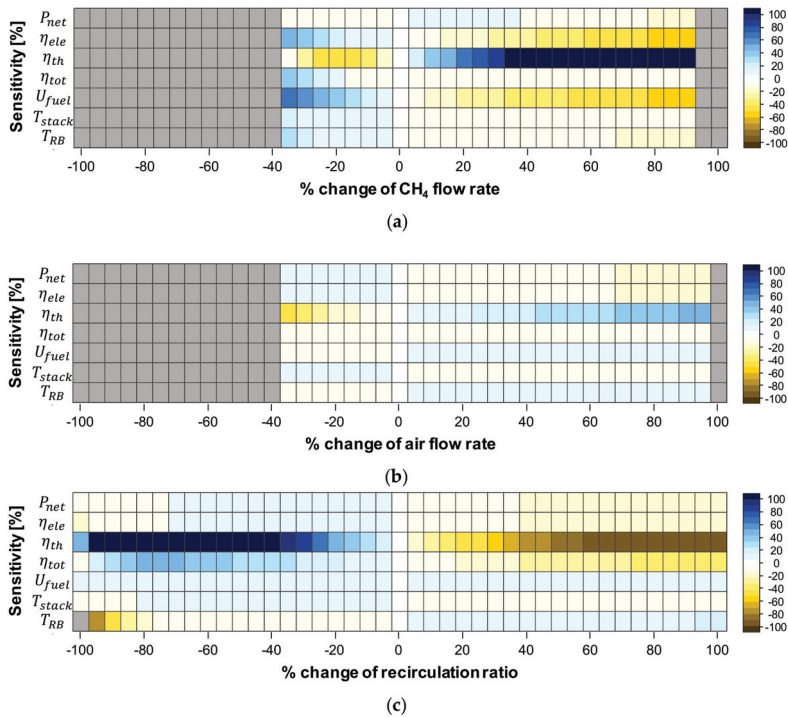 (a)
Sensitivity [%]
P_net
η_ele
η_th
η_tot
U_fuel
T_stack
T_RB
100
80
60
40
20
0
-20
-40
-60
-80
-100
-100 -80 -60 -40 -20 0 20 40 60 80 100
% change of CH₄ flow rate
(a)
Sensitivity [%]
P_net
η_ele
η_th
η_tot
U_fuel
T_stack
T_RB
100
80
60
40
20
0
-20
-40
-60
-80
-100
-100 -80 -60 -40 -20 0 20 40 60 80 100
% change of air flow rate
(b)
Sensitivity [%]
P_net
η_ele
η_th
η_tot
U_fuel
T_stack
T_RB
100
80
60
40
20
0
-20
-40
-60
-80
-100
-100 -80 -60 -40 -20 0 20 40 60 80 100
% change of recirculation ratio
(c)